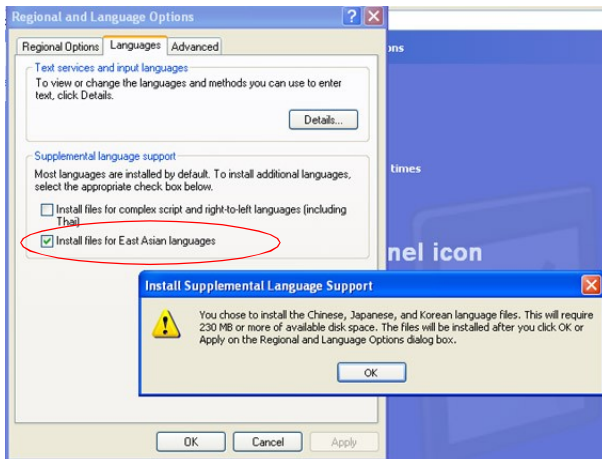 Regional and Language Options
Regional Options Languages Advanced
ons
Text services and input languages
To view or change the languages and methods you can use to enter
text, click Details.
Details...
Supplemental language support
Most languages are installed by default. To install additional languages,
select the appropriate check box below.
times
Install files for complex script and right-to-left languages (including
Thai)
Install files for East Asian languages
nel icon
Install Supplemental Language Support
You chose to install the Chinese, Japanese, and Korean language files. This will require
230 MB or more of available disk space. The files will be installed after you click OK or
Apply on the Regional and Language Options dialog box.
OK
OK Cancel Apply